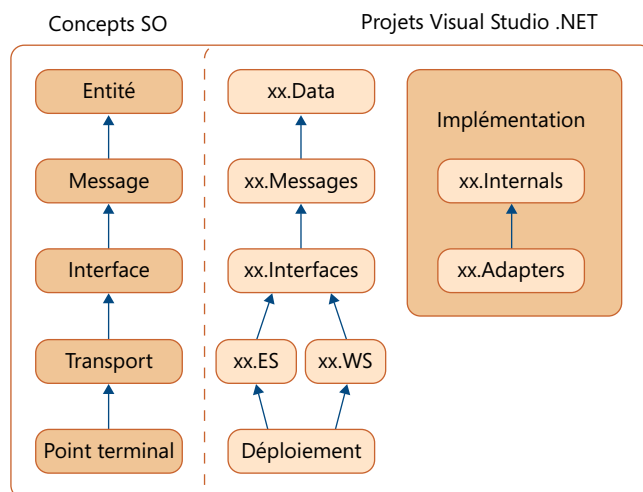 Concepts SO
Projets Visual Studio .NET
Entité
Message
Interface
Transport
Point terminal
xx.Data
xx.Messages
xx.Interfaces
xx.ES
xx.WS
Déploiement
Implémentation
xx.Internals
xx.Adapters